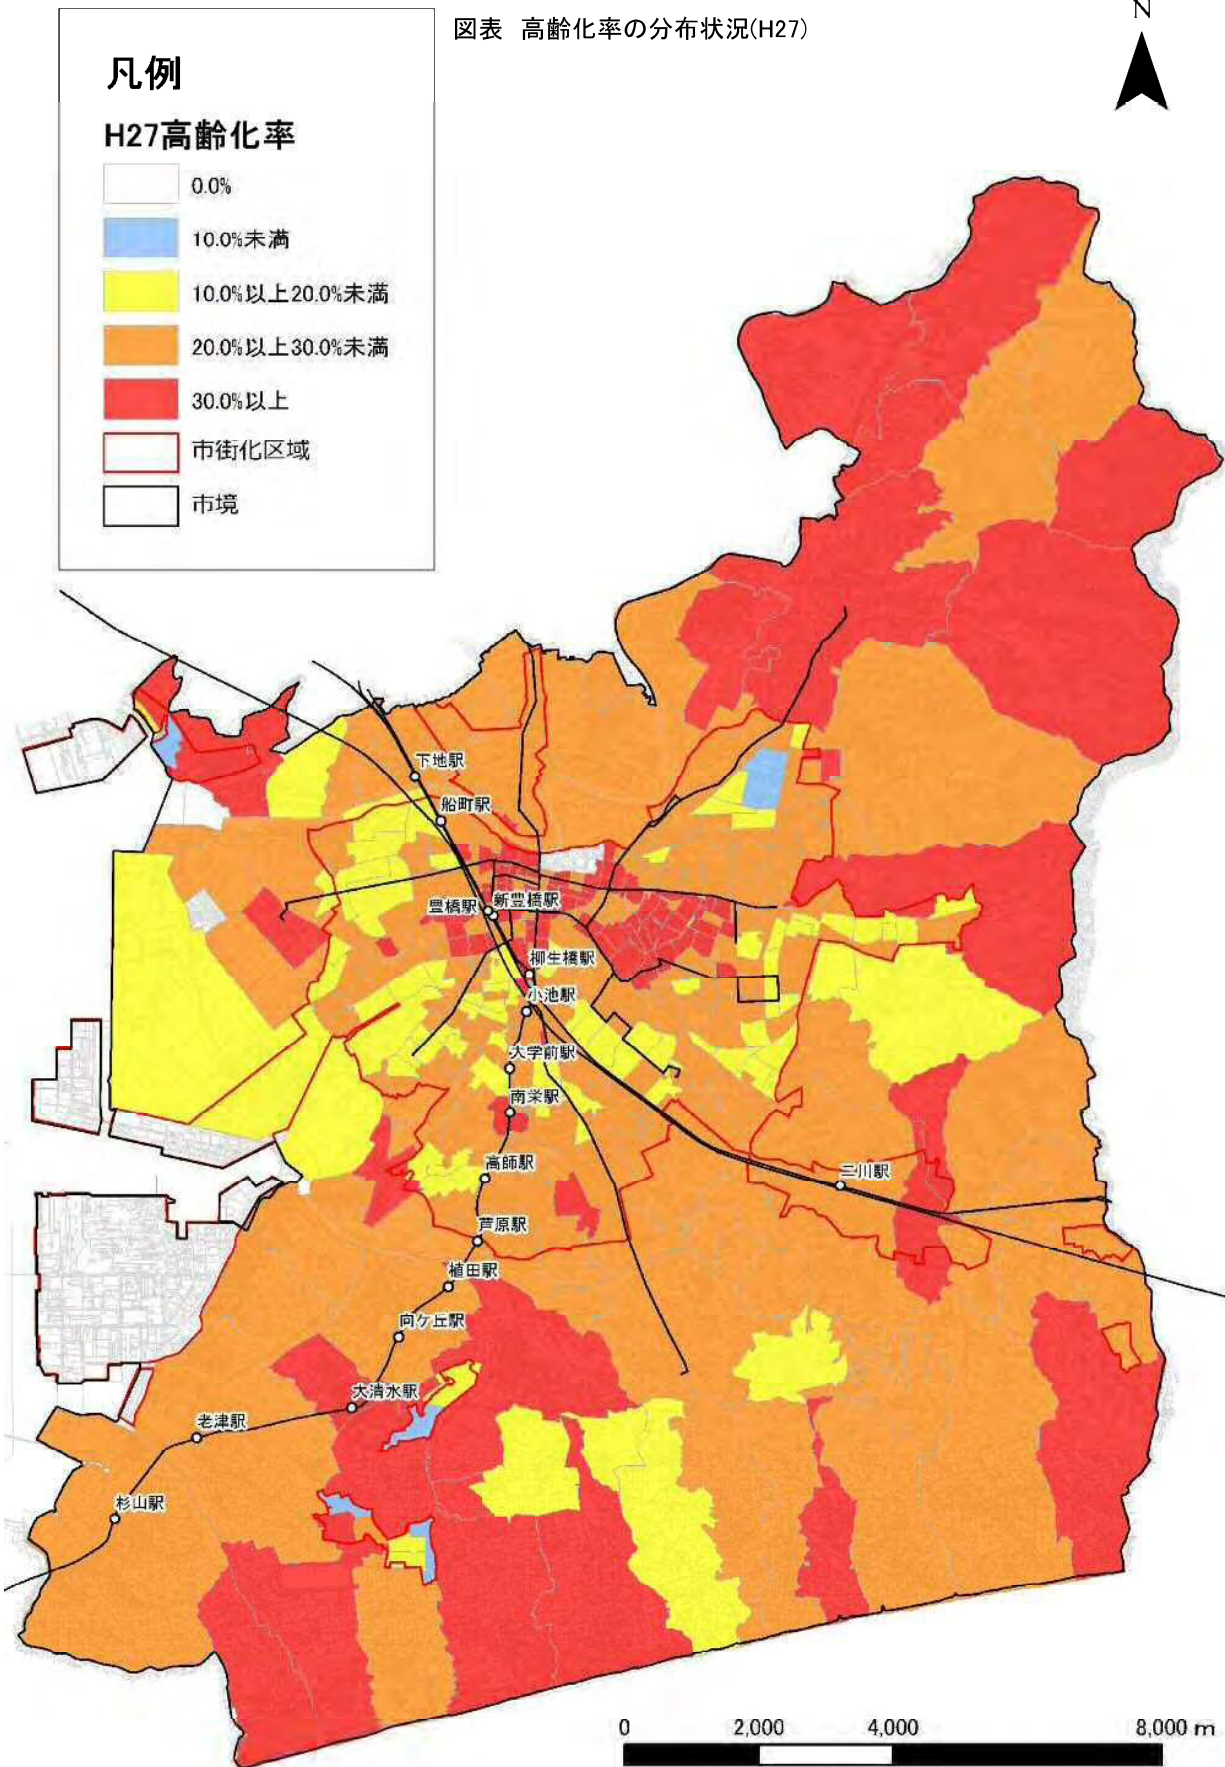 図表 高齢化率の分布状況(H27)
N
凡例
H27高齢化率
0.0%
10.0%未満
10.0%以上20.0%未満
20.0%以上30.0%未満
30.0%以上
市街化区域
市境
下地駅
船町駅
豊橋駅
新豊橋駅
柳生橋駅
小池駅
大学前駅
南栄駅
高師駅
二川駅
芦原駅
植田駅
向ケ丘駅
大清水駅
老津駅
杉山駅
0 2,000 4,000 8,000 m